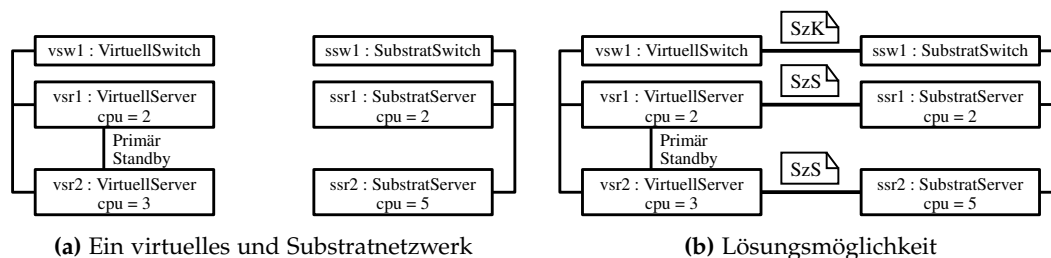 vsw1 : VirtuellSwitch
vsr1 : VirtuellServer
cpu = 2
Primär
Standby
vsr2 : VirtuellServer
cpu = 3
ssw1 : SubstratSwitch
ssr1 : SubstratServer
cpu = 2
ssr2 : SubstratServer
cpu = 5
(a) Ein virtuelles und Substratnetzwerk
vsw1 : VirtuellSwitch
vsr1 : VirtuellServer
cpu = 2
Primär
Standby
vsr2 : VirtuellServer
cpu = 3
SzK
SzS
SzS
ssw1 : SubstratSwitch
ssr1 : SubstratServer
cpu = 2
ssr2 : SubstratServer
cpu = 5
(b) Lösungsmöglichkeit